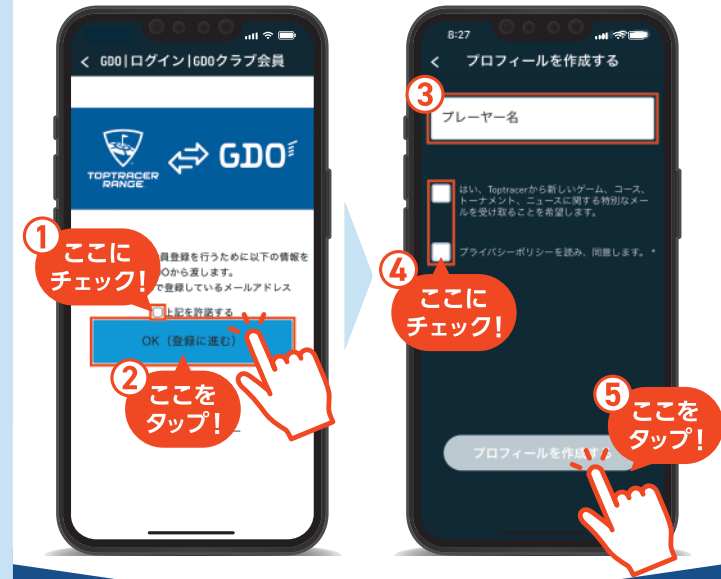 < GDO|ログイン|GDOクラブ会員
TOPTRACER
RANGE
GDO
①
ここに
チェック！
員登録を行うために以下の情報を
Oから渡します。
で登録しているメールアドレス
上記を許諾する
OK（登録に進む）
②
ここを
タップ！
8:27
< プロフィールを作成する
③
プレーヤー名
はい、Toptracerから新しいゲーム、コース、
トーナメント、ニュースに関する特別なメー
ルを受け取ることを希望します。
プライバシーポリシーを読み、同意します。 *
④
ここに
チェック！
⑤
ここを
タップ！
プロフィールを作成する